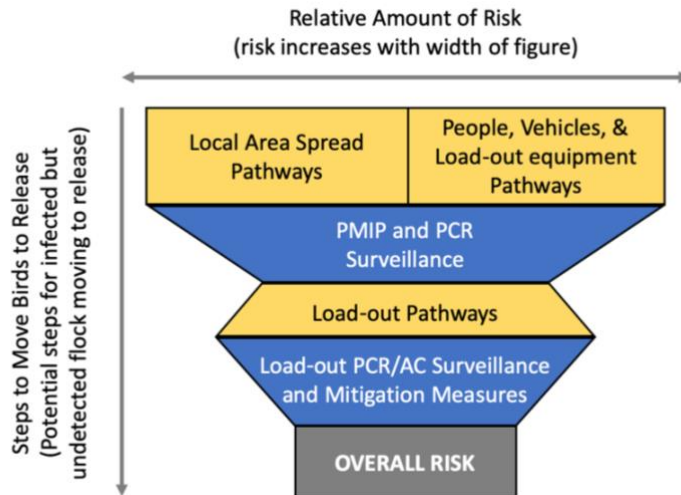 Relative Amount of Risk
(risk increases with width of figure)
Steps to Move Birds to Release
(Potential steps for infected but
undetected flock moving to release)
Local Area Spread
Pathways
People, Vehicles, &
Load-out equipment
Pathways
PMIP and PCR
Surveillance
Load-out Pathways
Load-out PCR/AC Surveillance
and Mitigation Measures
OVERALL RISK